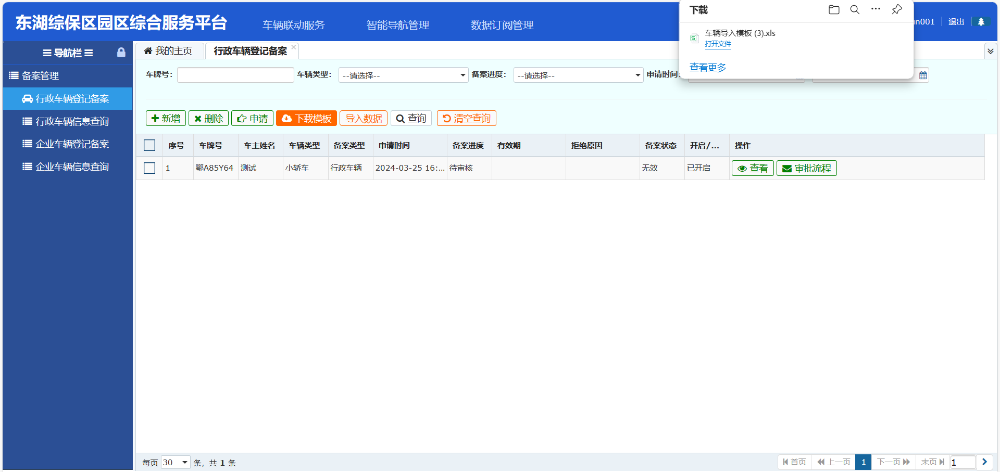 东湖综保区园区综合服务平台
车辆联动服务
智能导航管理
数据订阅管理
in001
退出
下载
车辆导入模板 (3).xls
打开文件
查看更多
导航栏
备案管理
行政车辆登记备案
行政车辆信息查询
企业车辆登记备案
企业车辆信息查询
我的主页
行政车辆登记备案
车牌号：
车辆类型： --请选择--
备案进度： --请选择--
申请时间：
新增
删除
申请
下载模板
导入数据
查询
清空查询
序号 车牌号 车主姓名 车辆类型 备案类型 申请时间 备案进度 有效期 拒绝原因 备案状态 开启/... 操作
1 鄂A85Y64 测试 小轿车 行政车辆 2024-03-25 16:... 待审核 无效 已开启 查看 审批流程
每页 30 条，共 1 条
首页 上一页 1 下一页 末页 1